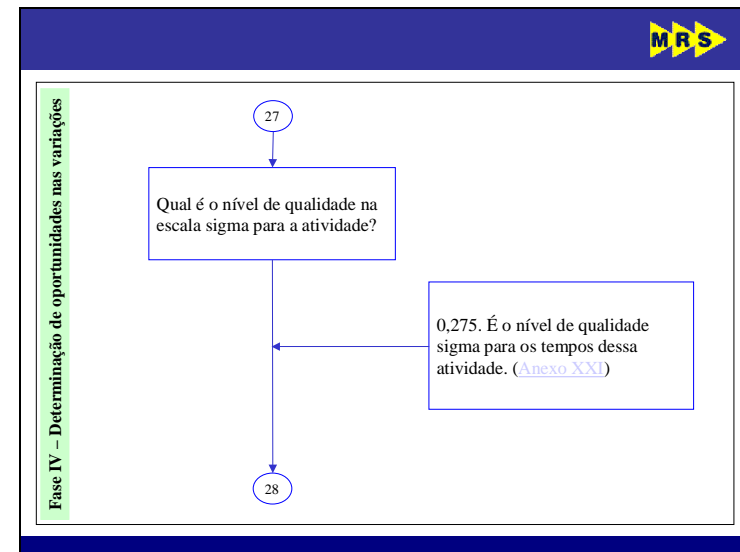 MRS
Fase IV – Determinação de oportunidades nas variações
27
Qual é o nível de qualidade na
escala sigma para a atividade?
0,275. É o nível de qualidade
sigma para os tempos dessa
atividade. (Anexo XXI)
28